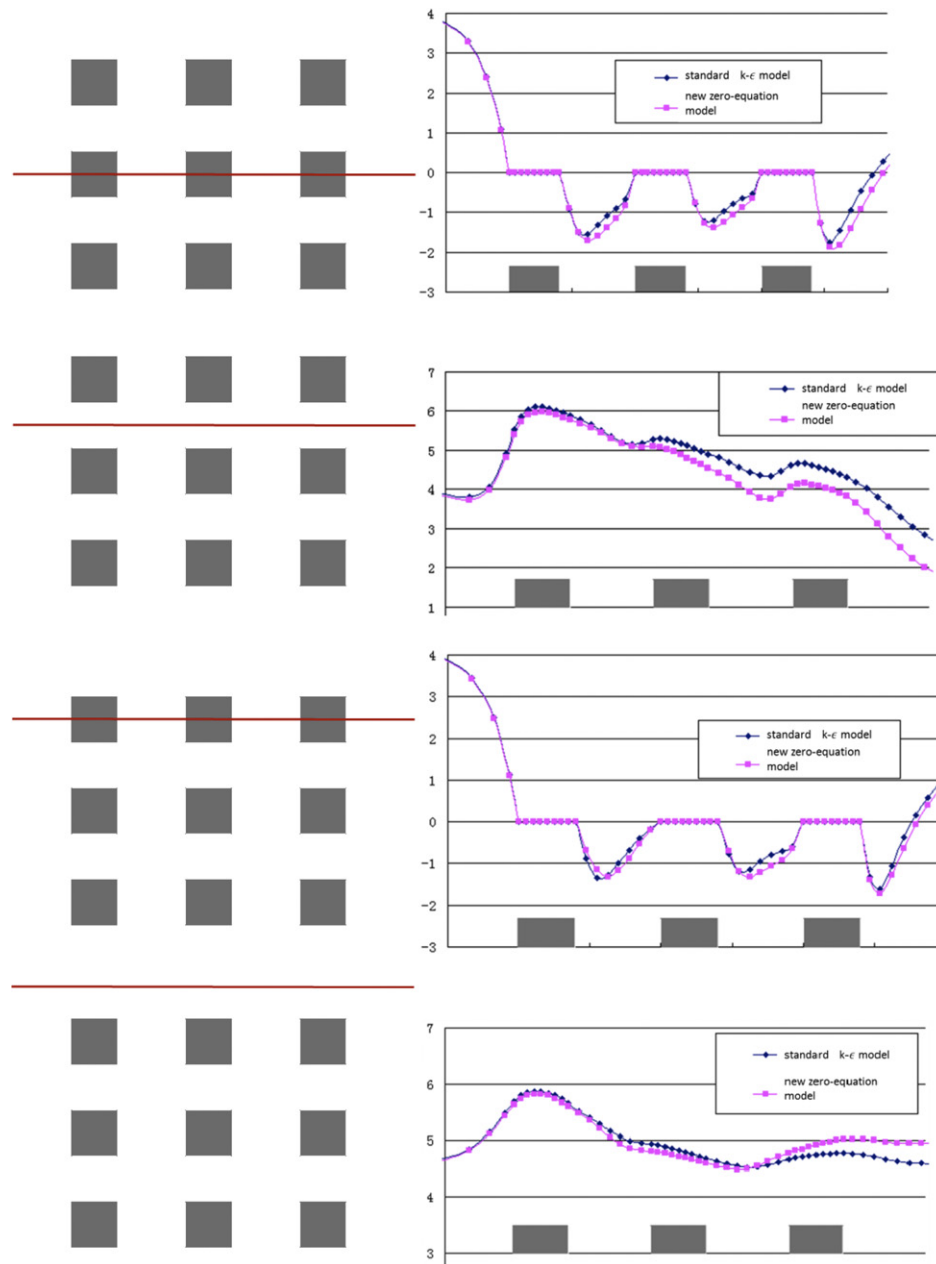 4
3
2
1
0
-1
-2
-3
standard k-ϵ model
new zero-equation
model
7
6
5
4
3
2
1
standard k-ϵ model
new zero-equation
model
4
3
2
1
0
-1
-2
-3
standard k-ϵ model
new zero-equation
model
7
6
5
4
3
standard k-ϵ model
new zero-equation
model